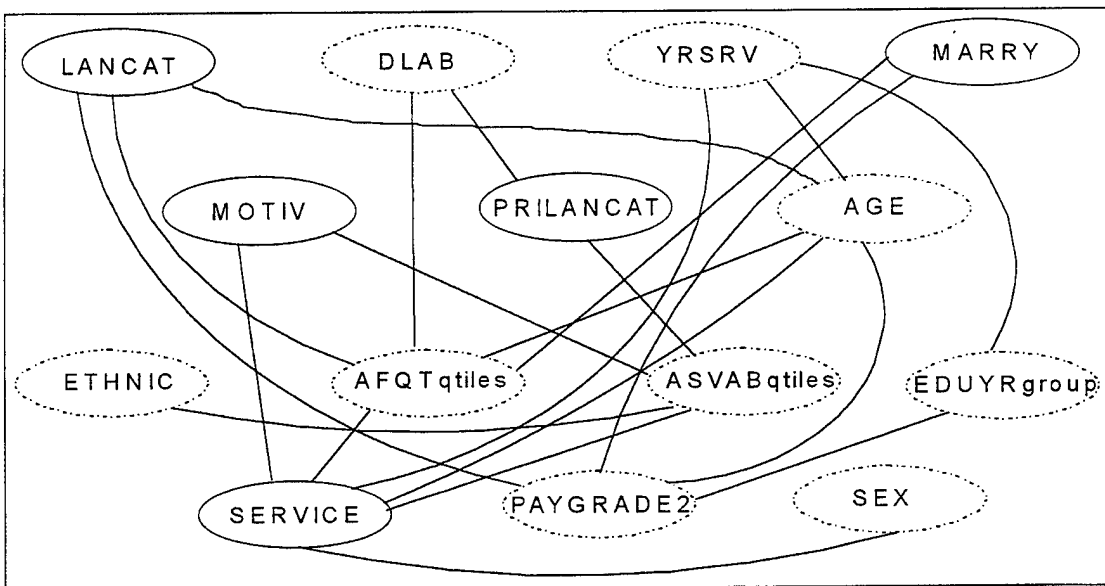 LANCAT DLAB YRSRV MARRY
MOTIV PRILANCAT AGE
ETHNIC AFQTqtiles ASVABqtiles EDUYRgroup
SERVICE PAYGRADE2 SEX